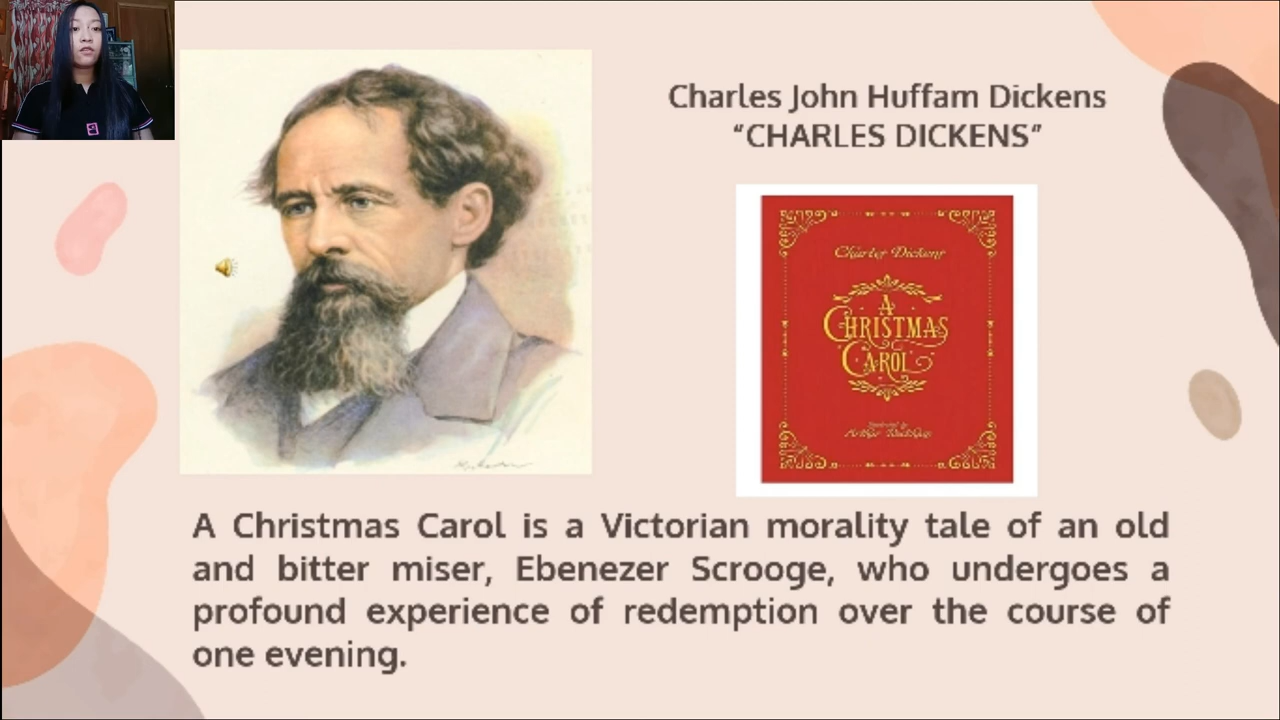 Charles John Huffam Dickens
“CHARLES DICKENS”
Charles Dickens
A
CHRISTMAS
CAROL
A Christmas Carol is a Victorian morality tale of an old
and bitter miser, Ebenezer Scrooge, who undergoes a
profound experience of redemption over the course of
one evening.